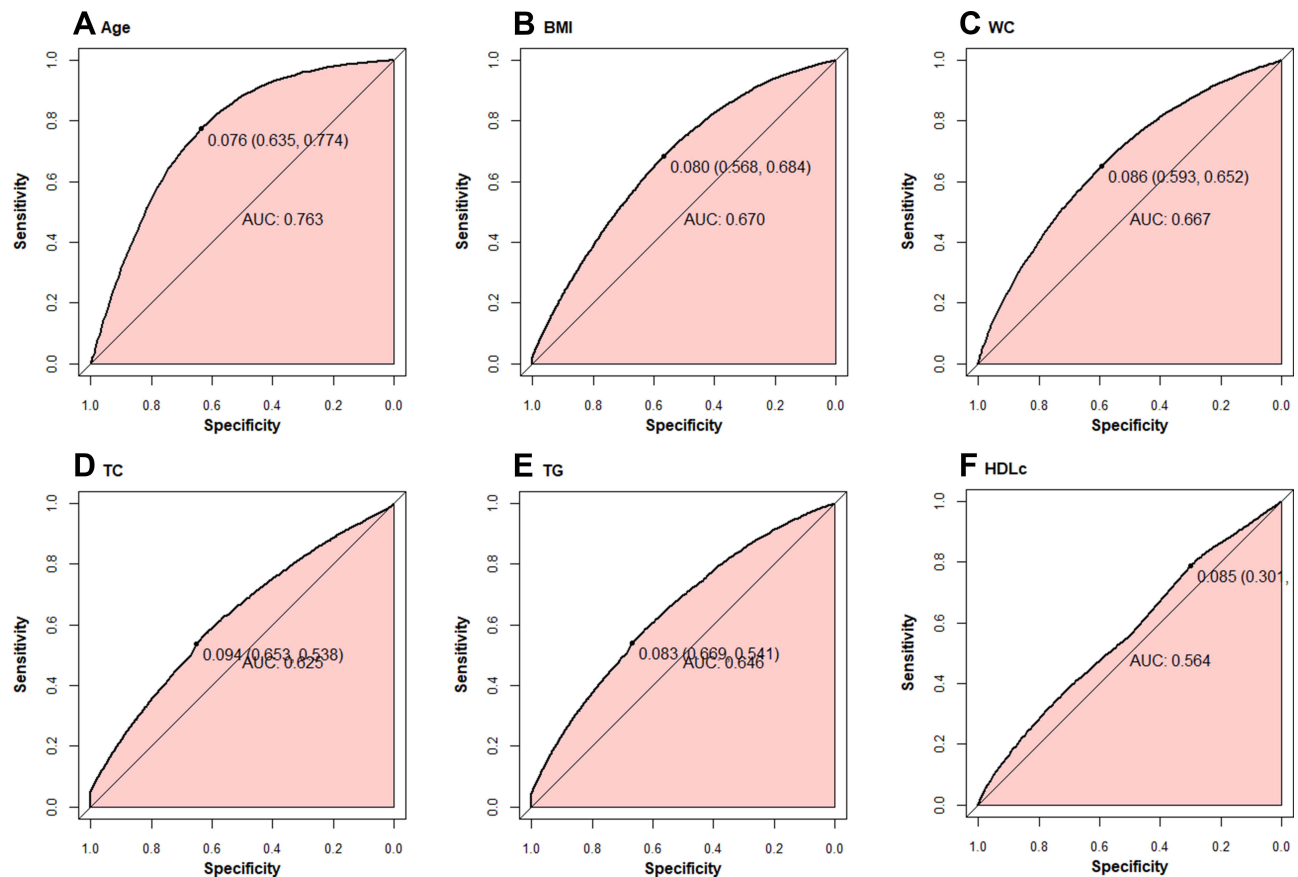 A Age
1.0
0.8
0.6
0.4
0.2
0.0
Sensitivity
0.076 (0.635, 0.774)
AUC: 0.763
1.0 0.8 0.6 0.4 0.2 0.0
Specificity
B BMI
1.0
0.8
0.6
0.4
0.2
0.0
Sensitivity
0.080 (0.568, 0.684)
AUC: 0.670
1.0 0.8 0.6 0.4 0.2 0.0
Specificity
C WC
1.0
0.8
0.6
0.4
0.2
0.0
Sensitivity
0.086 (0.593, 0.652)
AUC: 0.667
1.0 0.8 0.6 0.4 0.2 0.0
Specificity
D TC
1.0
0.8
0.6
0.4
0.2
0.0
Sensitivity
0.094 (0.653, 0.538)
AUC: 0.625
1.0 0.8 0.6 0.4 0.2 0.0
Specificity
E TG
1.0
0.8
0.6
0.4
0.2
0.0
Sensitivity
0.083 (0.669, 0.541)
AUC: 0.646
1.0 0.8 0.6 0.4 0.2 0.0
Specificity
F HDLc
1.0
0.8
0.6
0.4
0.2
0.0
Sensitivity
0.085 (0.301,
AUC: 0.564
1.0 0.8 0.6 0.4 0.2 0.0
Specificity